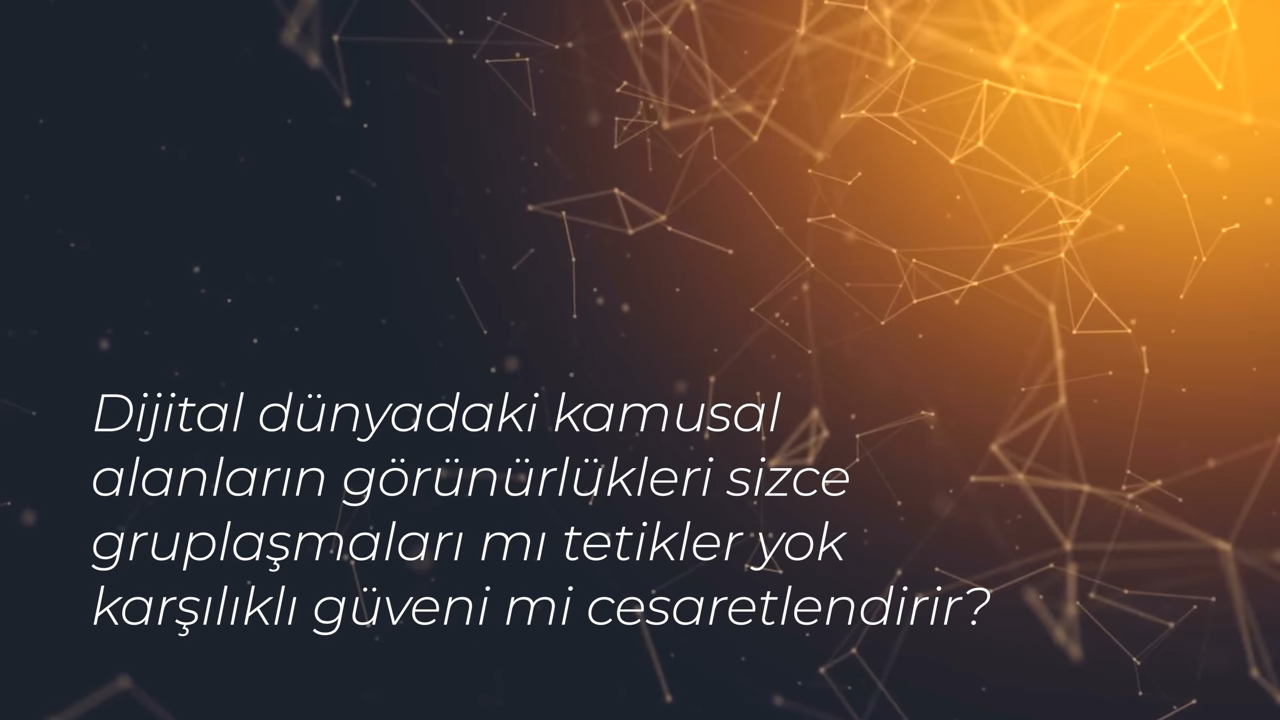 Dijital dünyadaki kamusal
alanların görünürlükleri sizce
gruplaşmaları mı tetikler yok
karşılıklı güveni mi cesaretlendirir?